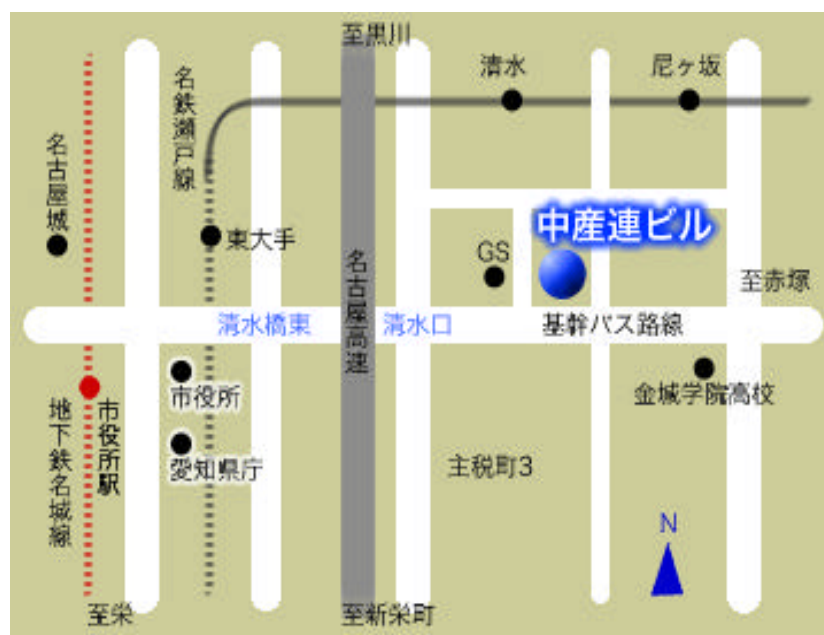 至黒川
清水
尼ヶ坂
名鉄瀬戸線
名古屋城
東大手
中産連ビル
GS
至赤塚
名古屋高速
清水橋東
清水口
基幹バス路線
市役所
金城学院高校
市役所駅
地下鉄名城線
愛知県庁
主税町3
N
至栄
至新栄町